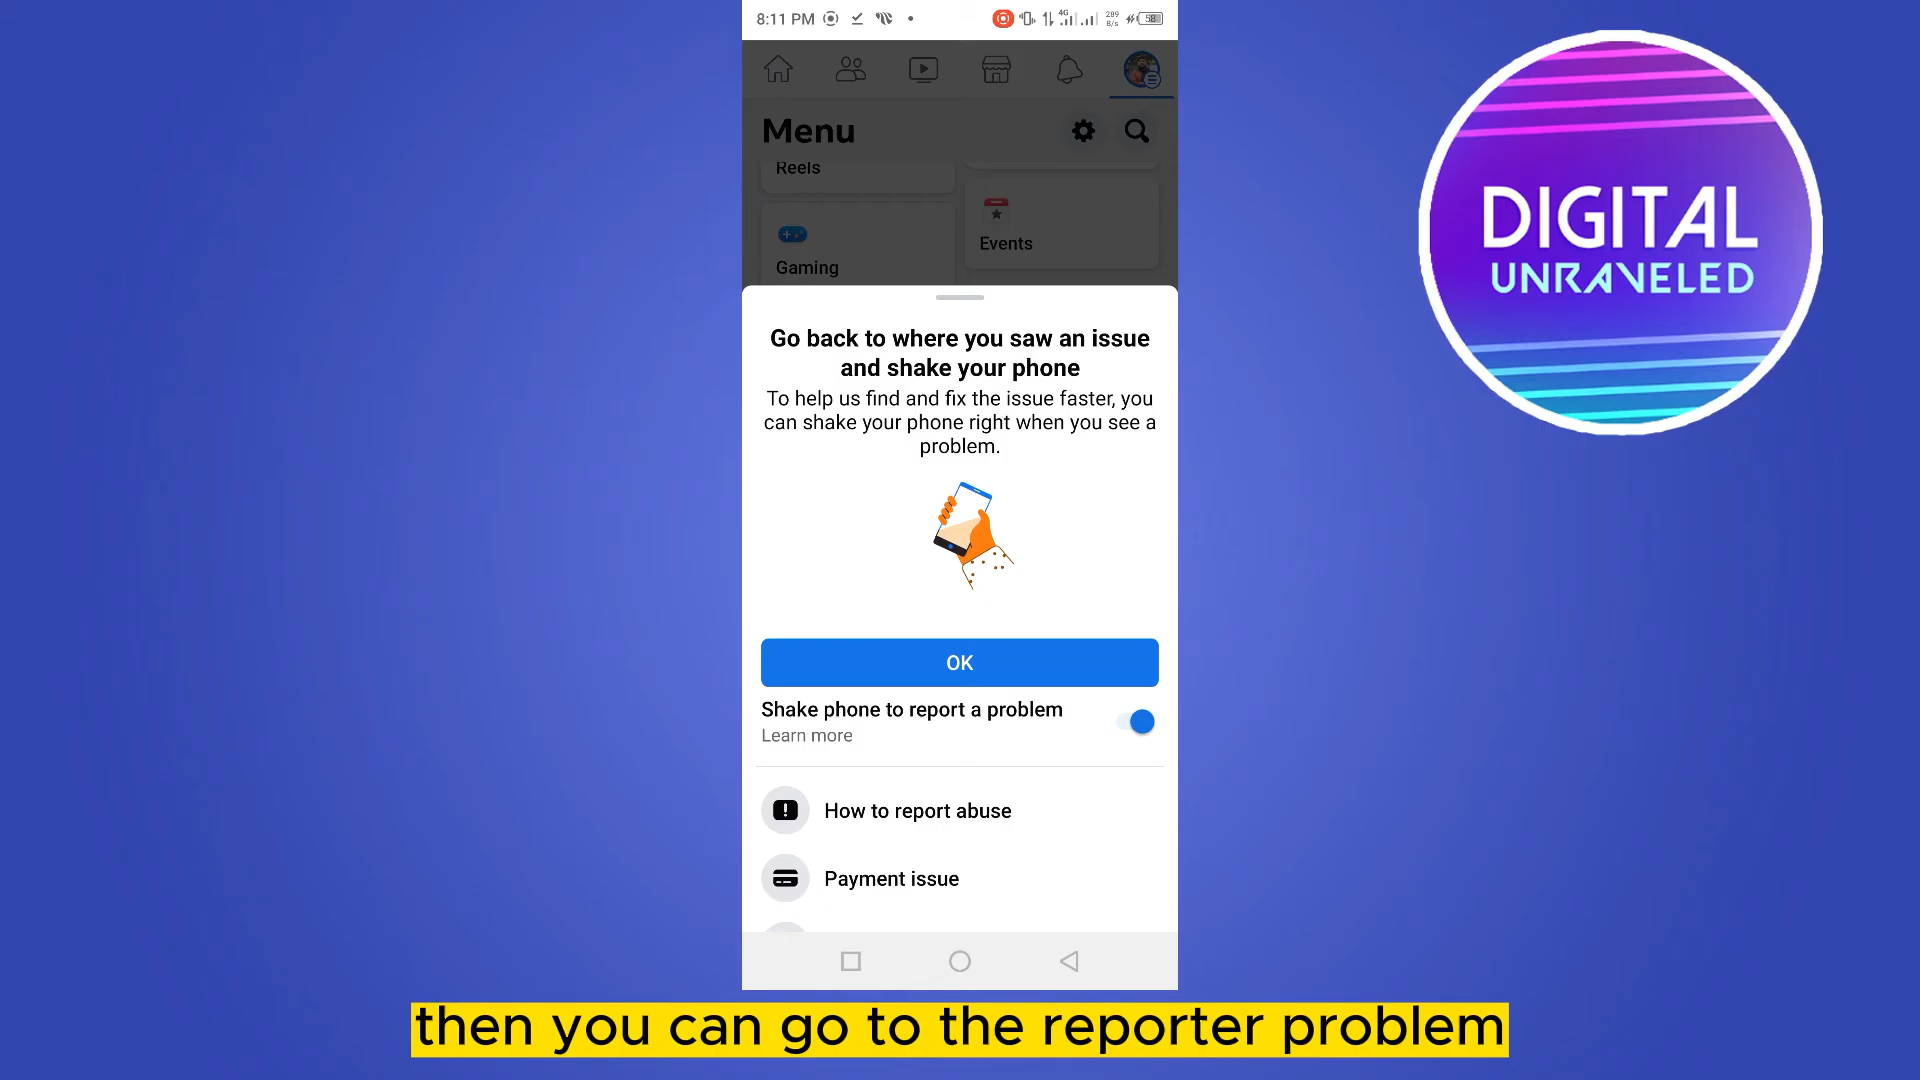 8:11 PM
4G
289
B/s
58
Menu
Reels
Events
Gaming
Go back to where you saw an issue
and shake your phone
To help us find and fix the issue faster, you
can shake your phone right when you see a
problem.
OK
Shake phone to report a problem
Learn more
How to report abuse
Payment issue
DIGITAL
UNRAVELED
then you can go to the reporter problem